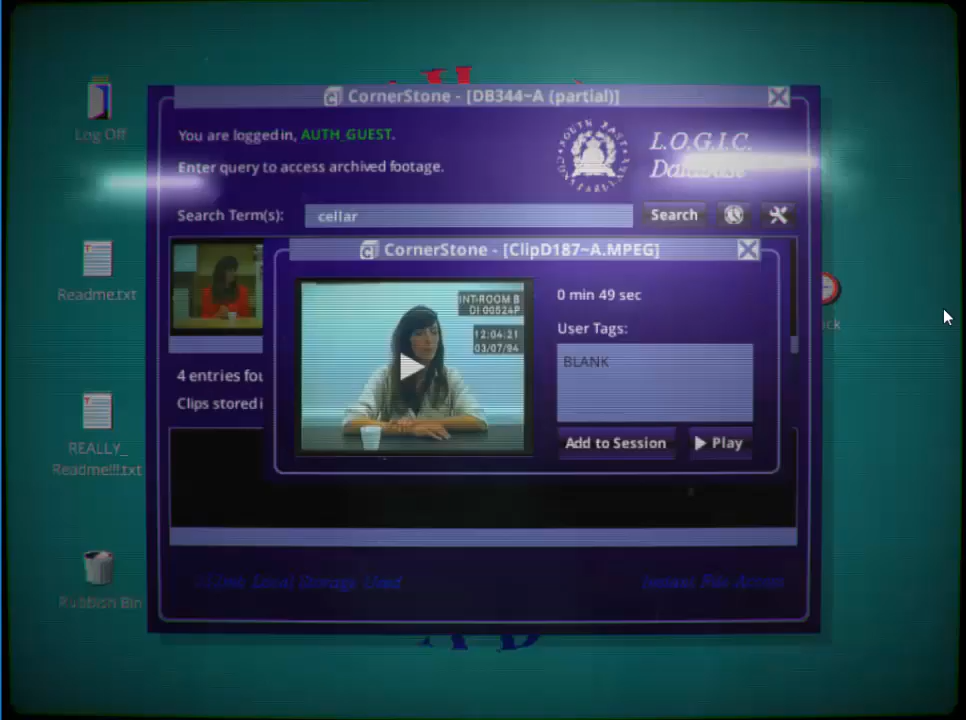 CornerStone - [DB344~A (partial)]
Log Off
You are logged in, AUTH_GUEST.
Enter query to access archived footage.
L.O.G.I.C.
Database
Search Term(s):
cellar
Search
CornerStone - [ClipD187~A.MPEG]
Readme.txt
INT-ROOM B
DI 00524P
12:04:21
03/07/94
0 min 49 sec
User Tags:
BLANK
4 entries fou
Clips stored i
Add to Session
Play
REALLY_
Readme!!!.txt
Local Storage Used
Rubbish Bin